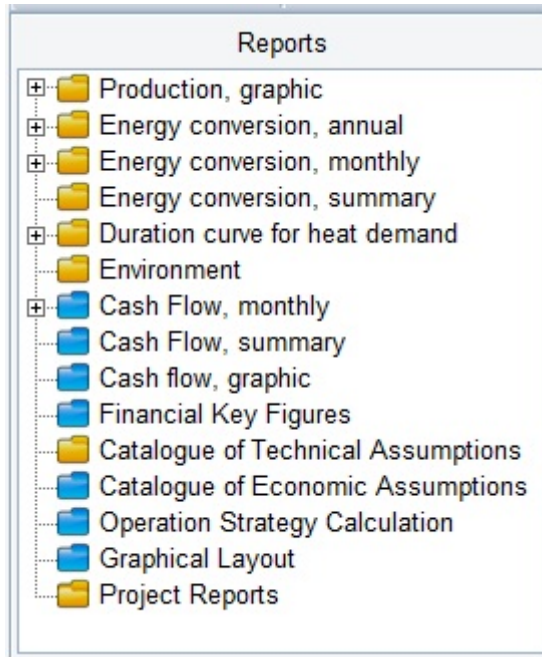 Reports
Production, graphic
Energy conversion, annual
Energy conversion, monthly
Energy conversion, summary
Duration curve for heat demand
Environment
Cash Flow, monthly
Cash Flow, summary
Cash flow, graphic
Financial Key Figures
Catalogue of Technical Assumptions
Catalogue of Economic Assumptions
Operation Strategy Calculation
Graphical Layout
Project Reports